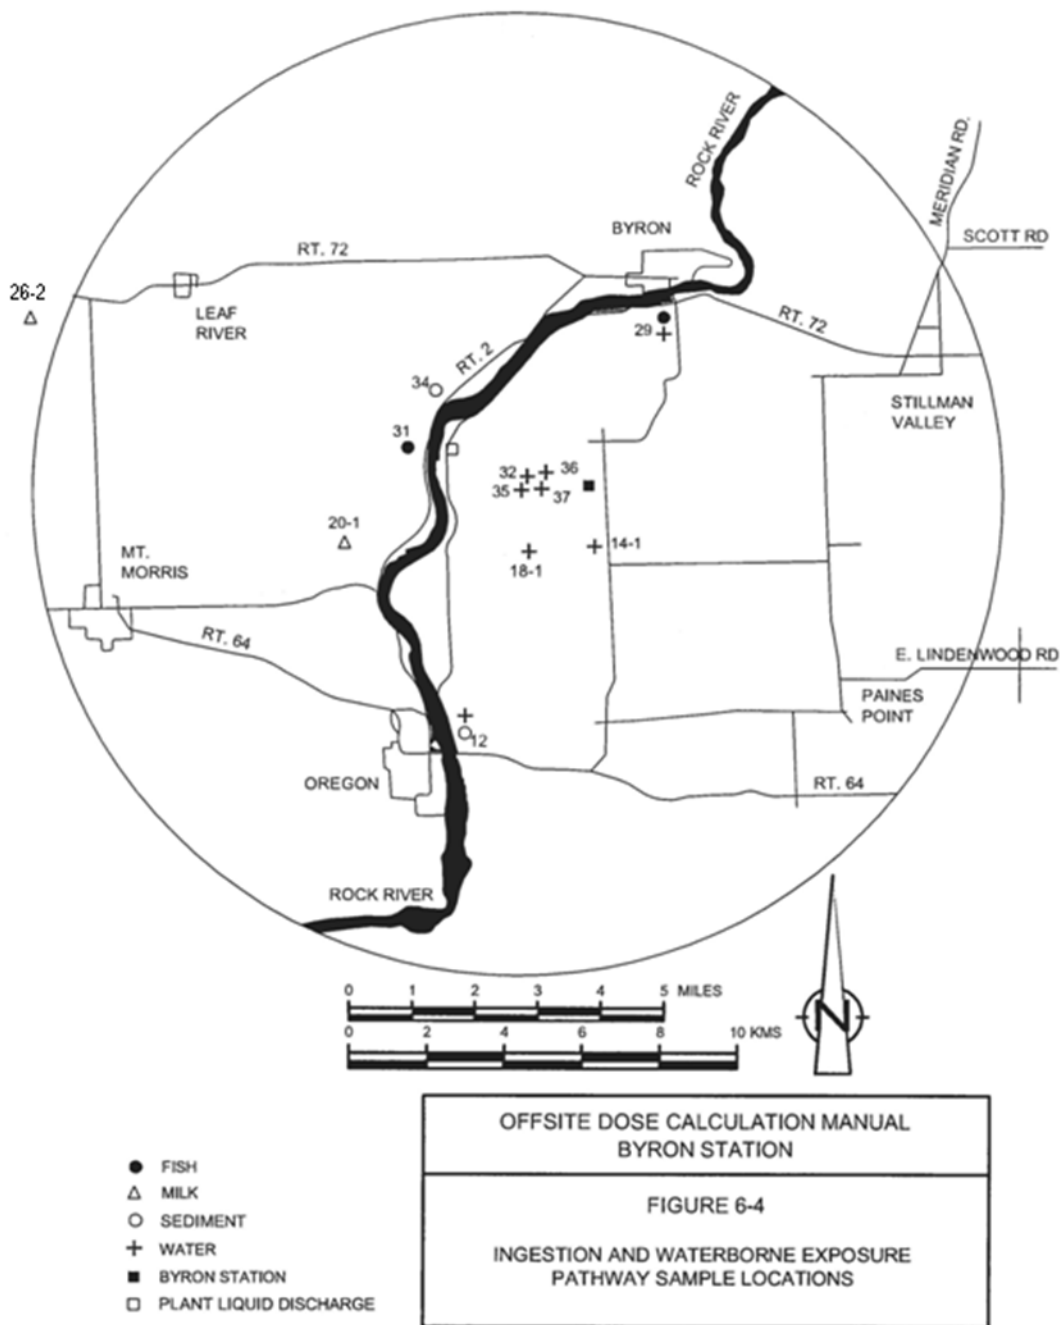 ROCK RIVER
MERIDIAN RD.
SCOTT RD
BYRON
RT. 72
26-2
LEAF
RIVER
29
RT. 72
RT. 2
34
STILLMAN
VALLEY
31
32
36
35
37
20-1
14-1
18-1
MT.
MORRIS
RT. 64
E. LINDENWOOD RD
PAINES
POINT
12
OREGON
RT. 64
ROCK RIVER
0 1 2 3 4 5 MILES
0 2 4 6 8 10 KMS
N
OFFSITE DOSE CALCULATION MANUAL
BYRON STATION
FIGURE 6-4
INGESTION AND WATERBORNE EXPOSURE
PATHWAY SAMPLE LOCATIONS
FISH
MILK
SEDIMENT
WATER
BYRON STATION
PLANT LIQUID DISCHARGE